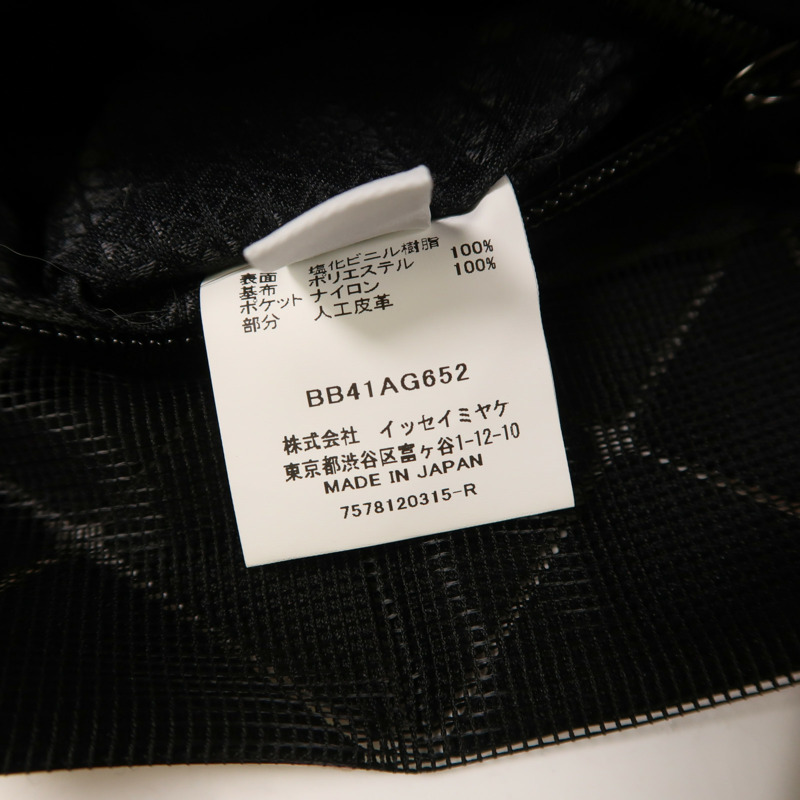 表面 塩化ビニル樹脂 100%
基布 ポリエステル 100%
ポケット ナイロン
部分 人工皮革
BB41AG652
株式会社 イッセイミヤケ
東京都渋谷区富ヶ谷1-12-10
MADE IN JAPAN
7578120315-R